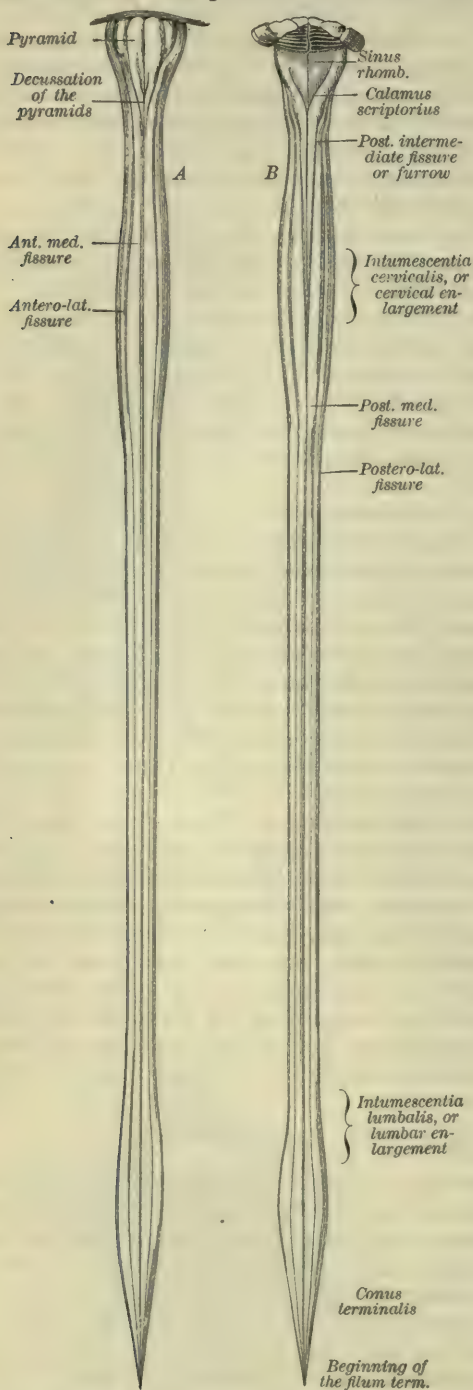 Pyramid
Decussation
of the
pyramids
A
Ant. med.
fissure
Antero-lat.
fissure
Sinus
rhomb.
Calamus
scriptorius
Post. interme-
diate fissure
or furrow
B
Intumescentia
cervicalis, or
cervical en-
largement
Post. med.
fissure
Postero-lat.
fissure
Intumescentia
lumbalis, or
lumbar en-
largement
Conus
terminalis
Beginning of
the filum term.